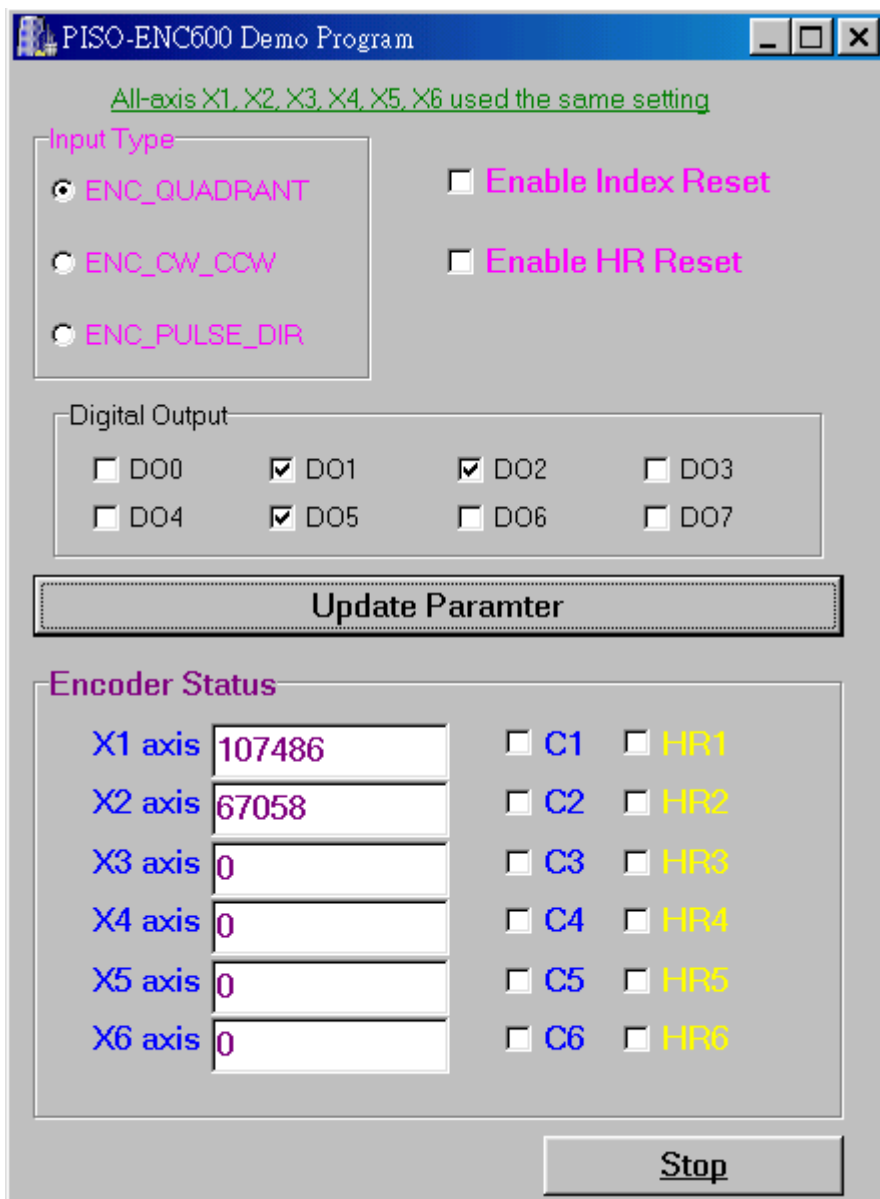 PISO-ENC600 Demo Program
All-axis X1, X2, X3, X4, X5, X6 used the same setting
Input Type
ENC_QUADRANT
Enable Index Reset
ENC_CW_CCW
Enable HR Reset
ENC_PULSE_DIR
Digital Output
DO0 DO1 DO2 DO3
DO4 DO5 DO6 DO7
Update Paramter
Encoder Status
X1 axis 107486 C1 HR1
X2 axis 67058 C2 HR2
X3 axis 0 C3 HR3
X4 axis 0 C4 HR4
X5 axis 0 C5 HR5
X6 axis 0 C6 HR6
Stop